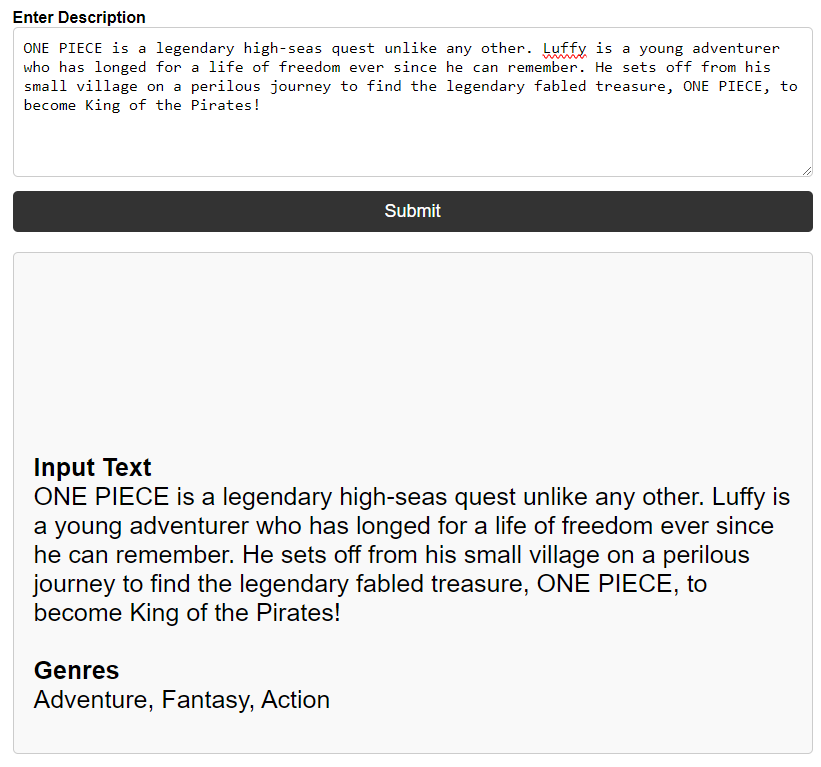 Enter Description
ONE PIECE is a legendary high-seas quest unlike any other. Luffy is a young adventurer
who has longed for a life of freedom ever since he can remember. He sets off from his
small village on a perilous journey to find the legendary fabled treasure, ONE PIECE, to
become King of the Pirates!
Submit
Input Text
ONE PIECE is a legendary high-seas quest unlike any other. Luffy is
a young adventurer who has longed for a life of freedom ever since
he can remember. He sets off from his small village on a perilous
journey to find the legendary fabled treasure, ONE PIECE, to
become King of the Pirates!
Genres
Adventure, Fantasy, Action